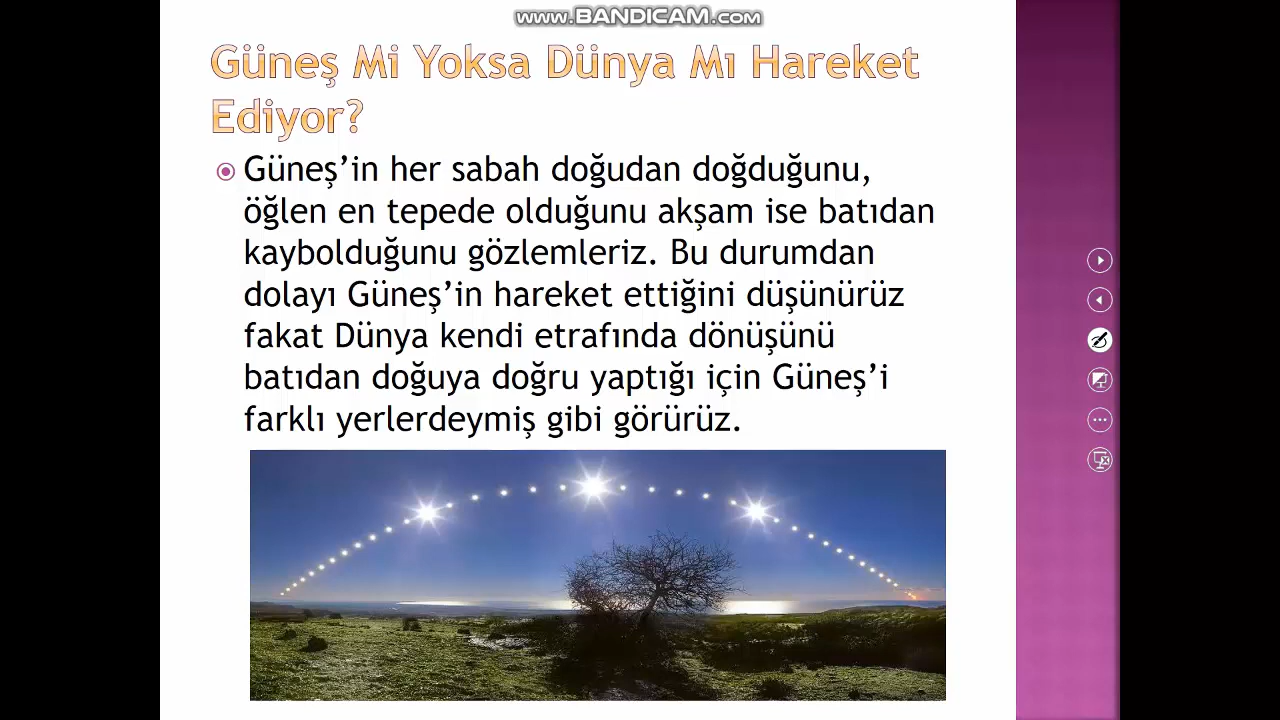 www.BANDICAM.com
Güneş Mi Yoksa Dünya Mı Hareket
Ediyor?
Güneş’in her sabah doğudan doğduğunu,
öğlen en tepede olduğunu akşam ise batıdan
kaybolduğunu gözlemleriz. Bu durumdan
dolayı Güneş’in hareket ettiğini düşünürüz
fakat Dünya kendi etrafında dönüşünü
batıdan doğuya doğru yaptığı için Güneş’i
farklı yerlerdeymiş gibi görürüz.